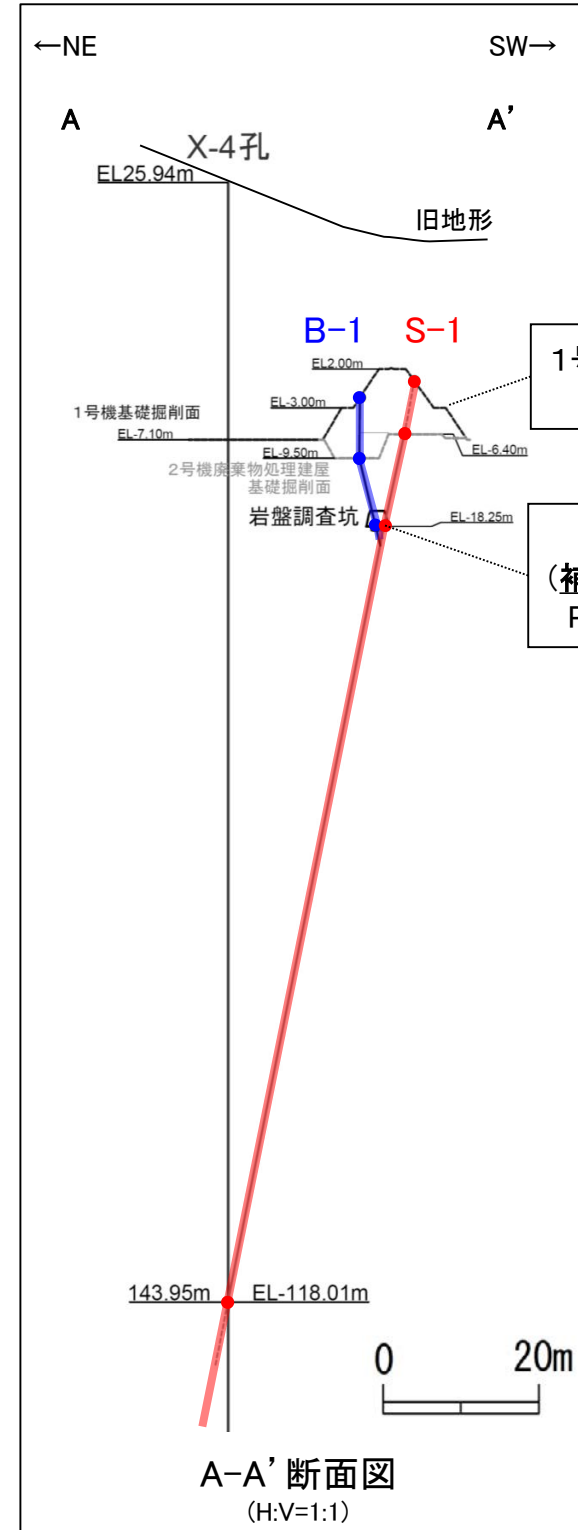 ←NE
SW→
A
A’
X-4孔
EL25.94m
旧地形
B-1
S-1
EL2.00m
1号
EL-3.00m
1号機基礎掘削面
EL-7.10m
EL-9.50m
EL-6.40m
2号機廃棄物処理建屋
基礎掘削面
岩盤調査坑
EL-18.25m
(補
143.95m
EL-118.01m
0
20m
A-A’断面図
(H:V=1:1)